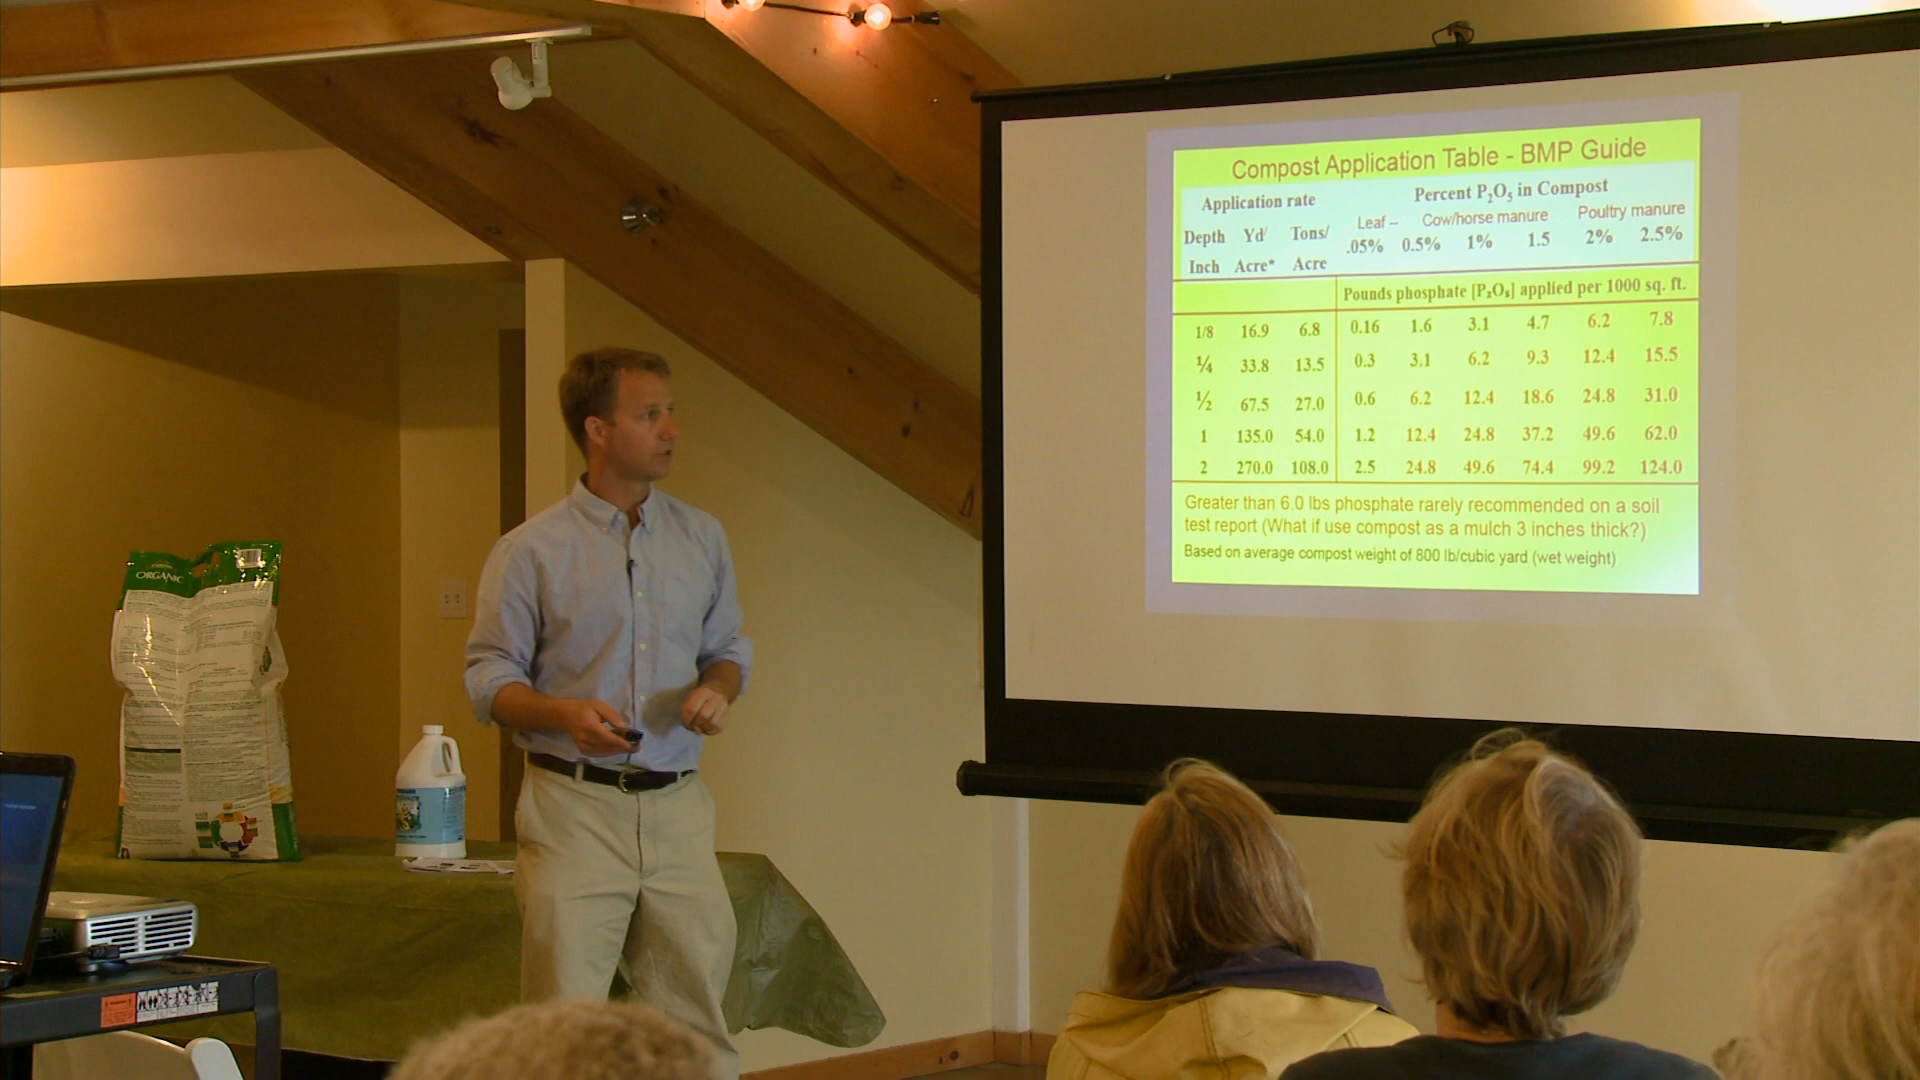 Compost Application Table - BMP Guide
Application rate Percent P₂O₅ in Compost
Leaf -- Cow/horse manure Poultry manure
Depth Yd/ Tons/ .05% 0.5% 1% 1.5 2% 2.5%
Inch Acre* Acre
Pounds phosphate [P₂O₅] applied per 1000 sq. ft.
1/8 16.9 6.8 0.16 1.6 3.1 4.7 6.2 7.8
¼ 33.8 13.5 0.3 3.1 6.2 9.3 12.4 15.5
½ 67.5 27.0 0.6 6.2 12.4 18.6 24.8 31.0
1 135.0 54.0 1.2 12.4 24.8 37.2 49.6 62.0
2 270.0 108.0 2.5 24.8 49.6 74.4 99.2 124.0
Greater than 6.0 lbs phosphate rarely recommended on a soil
test report (What if use compost as a mulch 3 inches thick?)
Based on average compost weight of 800 lb/cubic yard (wet weight)
ORGANIC